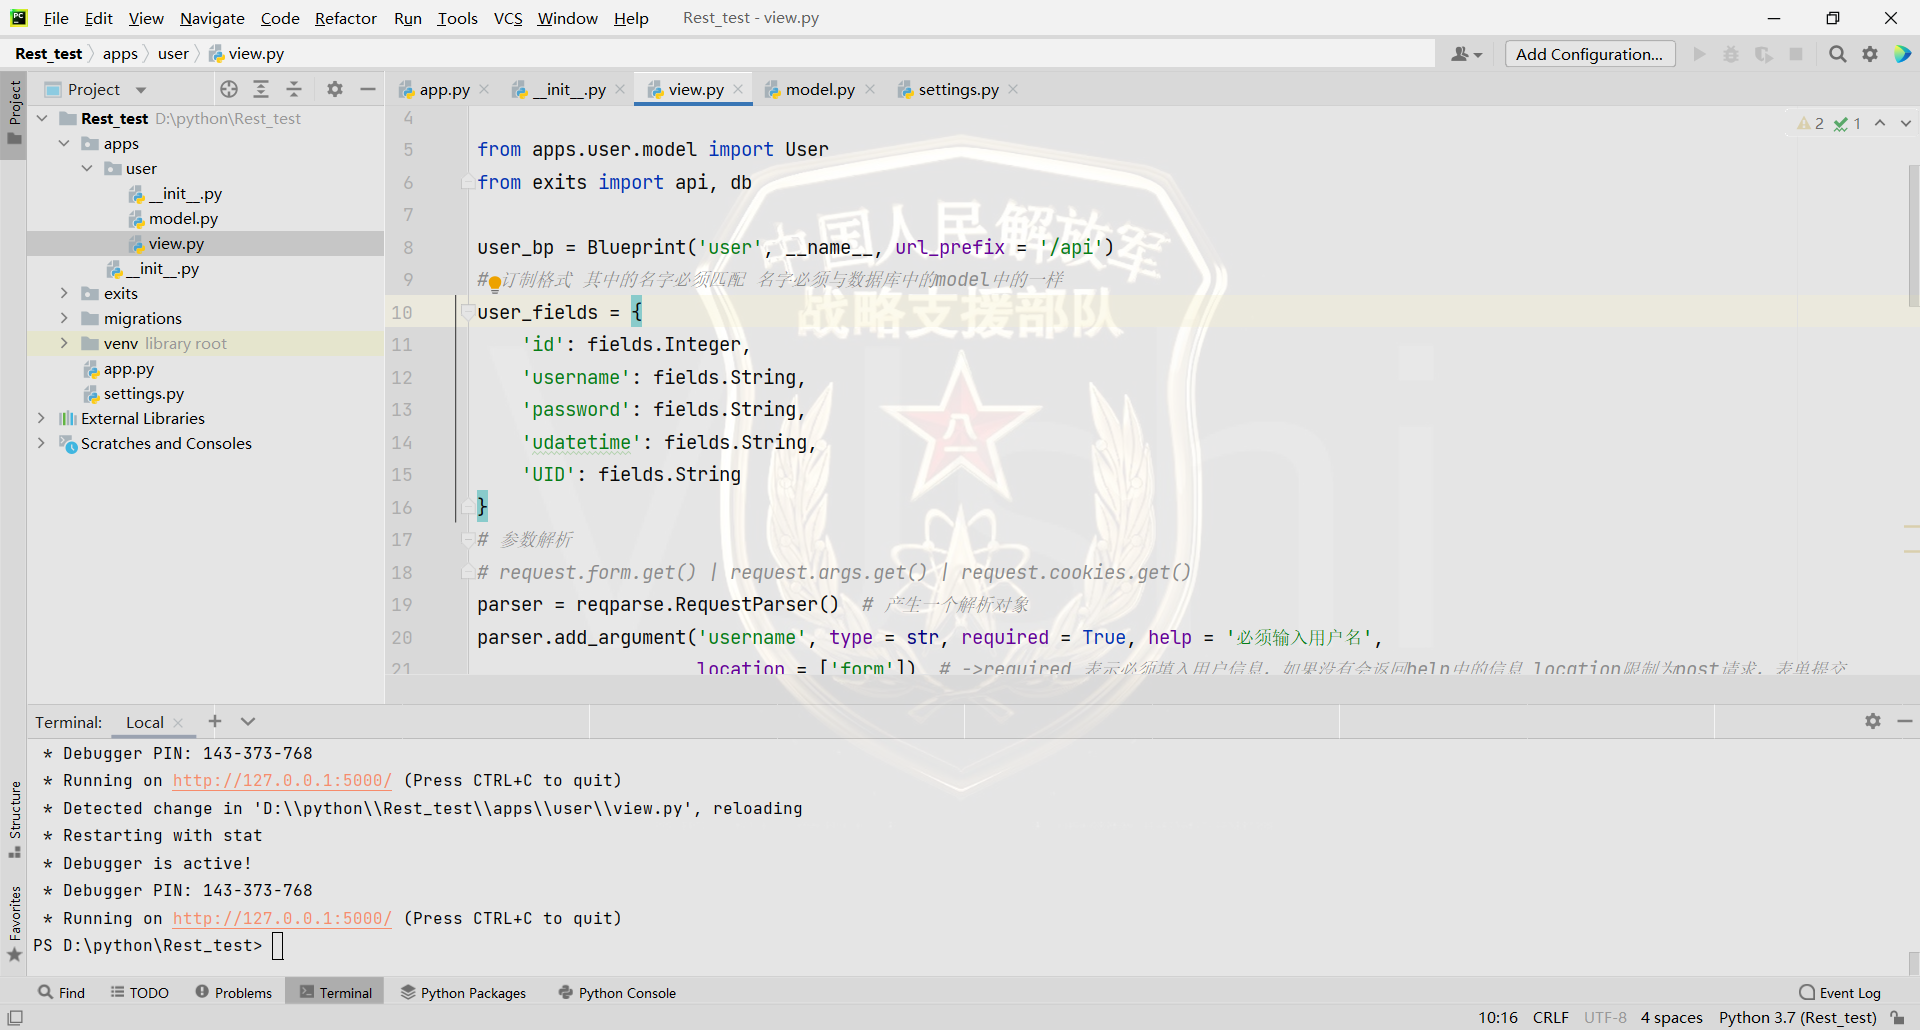 File Edit View Navigate Code Refactor Run Tools VCS Window Help Rest_test - view.py
Rest_test apps user view.py Add Configuration...
Project
Project
app.py __init__.py view.py model.py settings.py
Rest_test D:\python\Rest_test
apps
user
__init__.py
model.py
view.py
__init__.py
exits
migrations
venv library root
app.py
settings.py
External Libraries
Scratches and Consoles
2 1
4
5 from apps.user.model import User
6 from exits import api, db
7
8 user_bp = Blueprint('user', __name__, url_prefix = '/api')
9 # 订制格式 其中的名字必须匹配 名字必须与数据库中的model中的一样
10 user_fields = {
11 'id': fields.Integer,
12 'username': fields.String,
13 'password': fields.String,
14 'udatetime': fields.String,
15 'UID': fields.String
16 }
17 # 参数解析
18 # request.form.get() | request.args.get() | request.cookies.get()
19 parser = reqparse.RequestParser() # 产生一个解析对象
20 parser.add_argument('username', type = str, required = True, help = '必须输入用户名',
21 location = ['form']) # ->required 表示必须填入用户信息，如果没有会返回help中的信息 location限制为post请求，表单提交
中国人民解放军
战略支援部队
八一
Terminal: Local
* Debugger PIN: 143-373-768
* Running on http://127.0.0.1:5000/ (Press CTRL+C to quit)
* Detected change in 'D:\\python\\Rest_test\\apps\\user\\view.py', reloading
* Restarting with stat
* Debugger is active!
* Debugger PIN: 143-373-768
* Running on http://127.0.0.1:5000/ (Press CTRL+C to quit)
PS D:\python\Rest_test>
Structure
Favorites
Find TODO Problems Terminal Python Packages Python Console Event Log
10:16 CRLF UTF-8 4 spaces Python 3.7 (Rest_test)